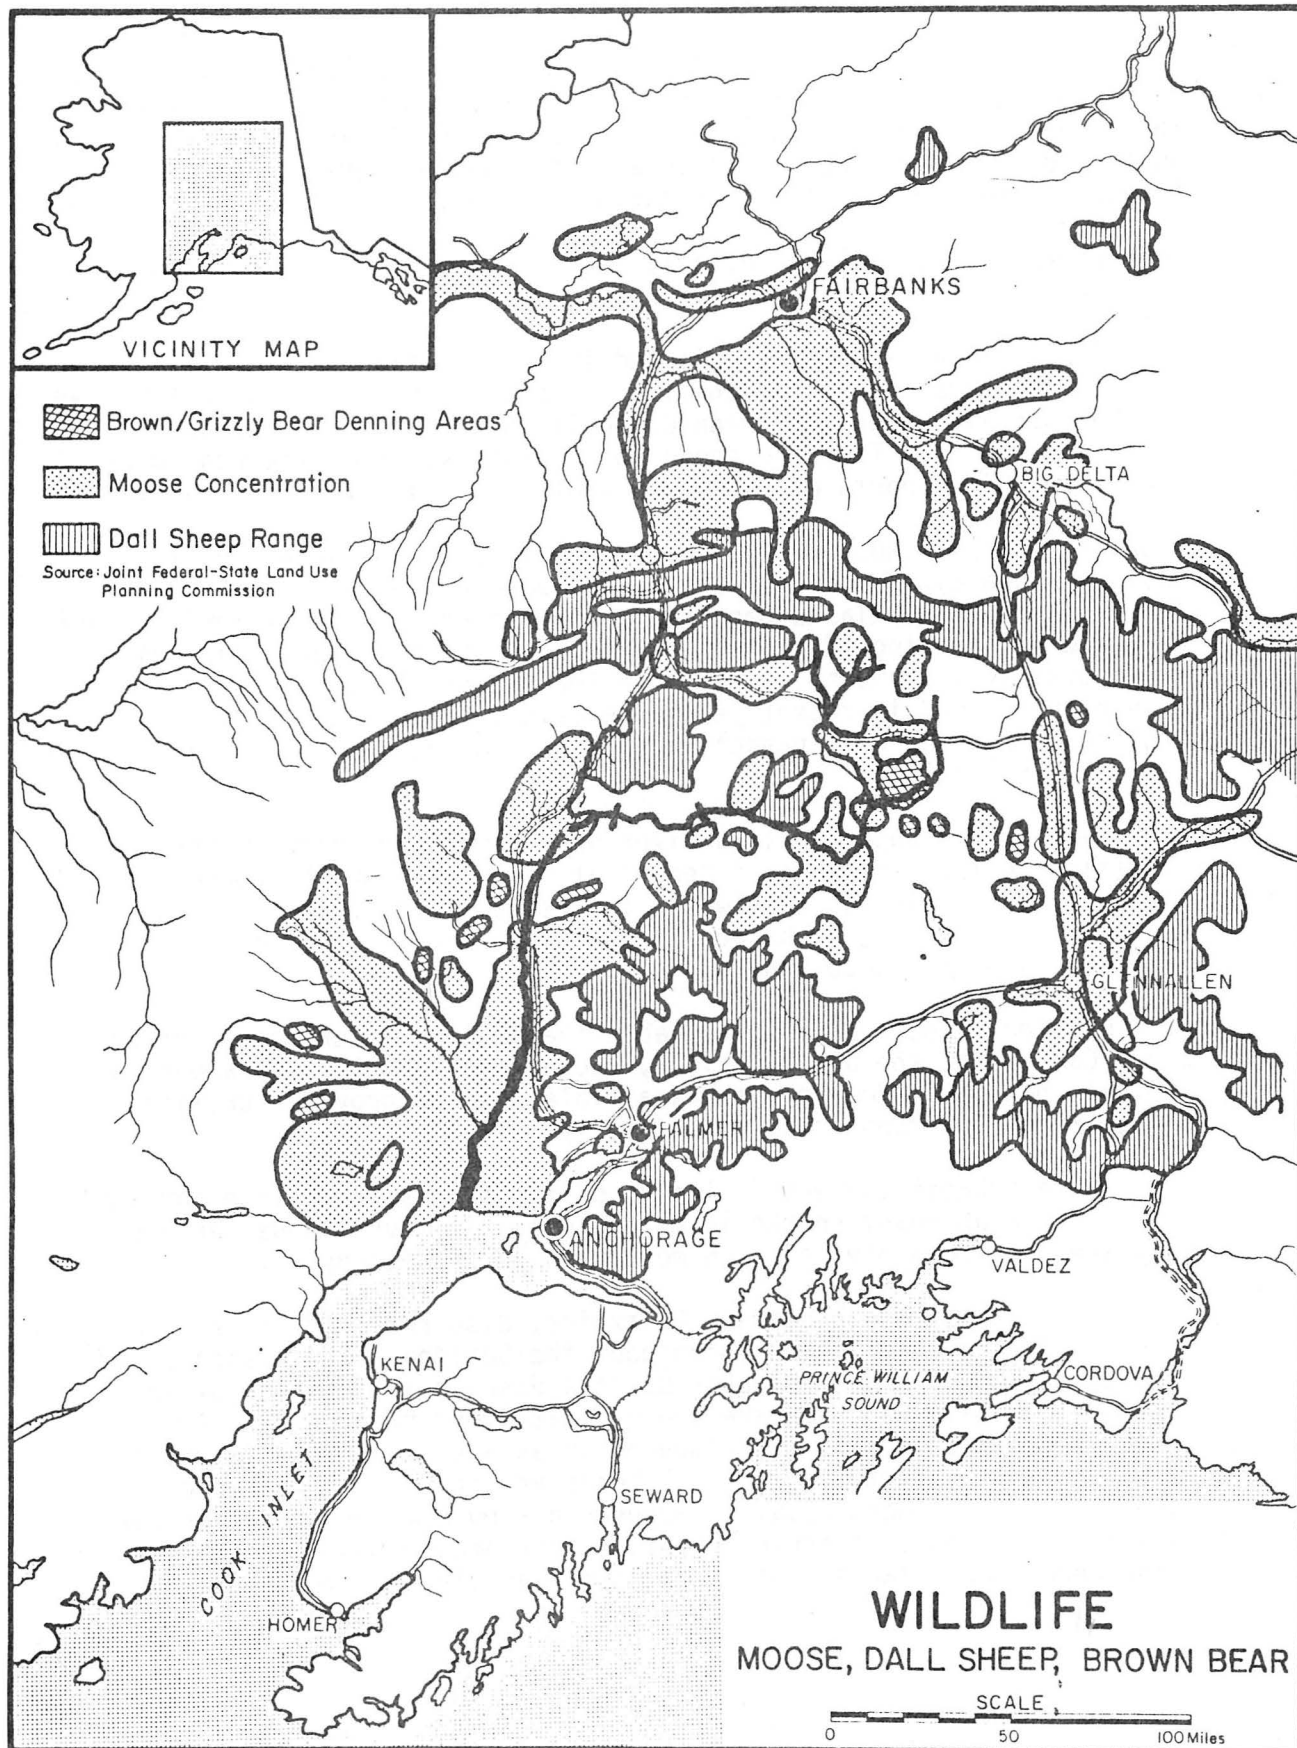 VICINITY MAP
Brown/Grizzly Bear Denning Areas
Moose Concentration
Dall Sheep Range
Source: Joint Federal-State Land Use
Planning Commission
FAIRBANKS
BIG DELTA
GLENNALLEN
PALMER
ANCHORAGE
VALDEZ
KENAI
PRINCE WILLIAM
SOUND
CORDOVA
COOK INLET
SEWARD
HOMER
WILDLIFE
MOOSE, DALL SHEEP, BROWN BEAR
SCALE
0 50 100 Miles